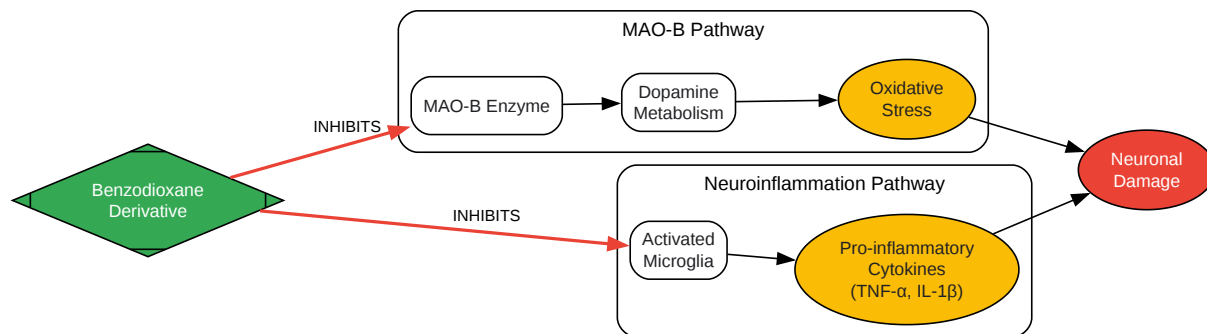 MAO-B Pathway
MAO-B Enzyme
Dopamine
Metabolism
Oxidative
Stress
INHIBITS
Benzodioxane
Derivative
INHIBITS
Neuroinflammation Pathway
Activated
Microglia
Pro-inflammatory
Cytokines
(TNF-α, IL-1β)
Neuronal
Damage